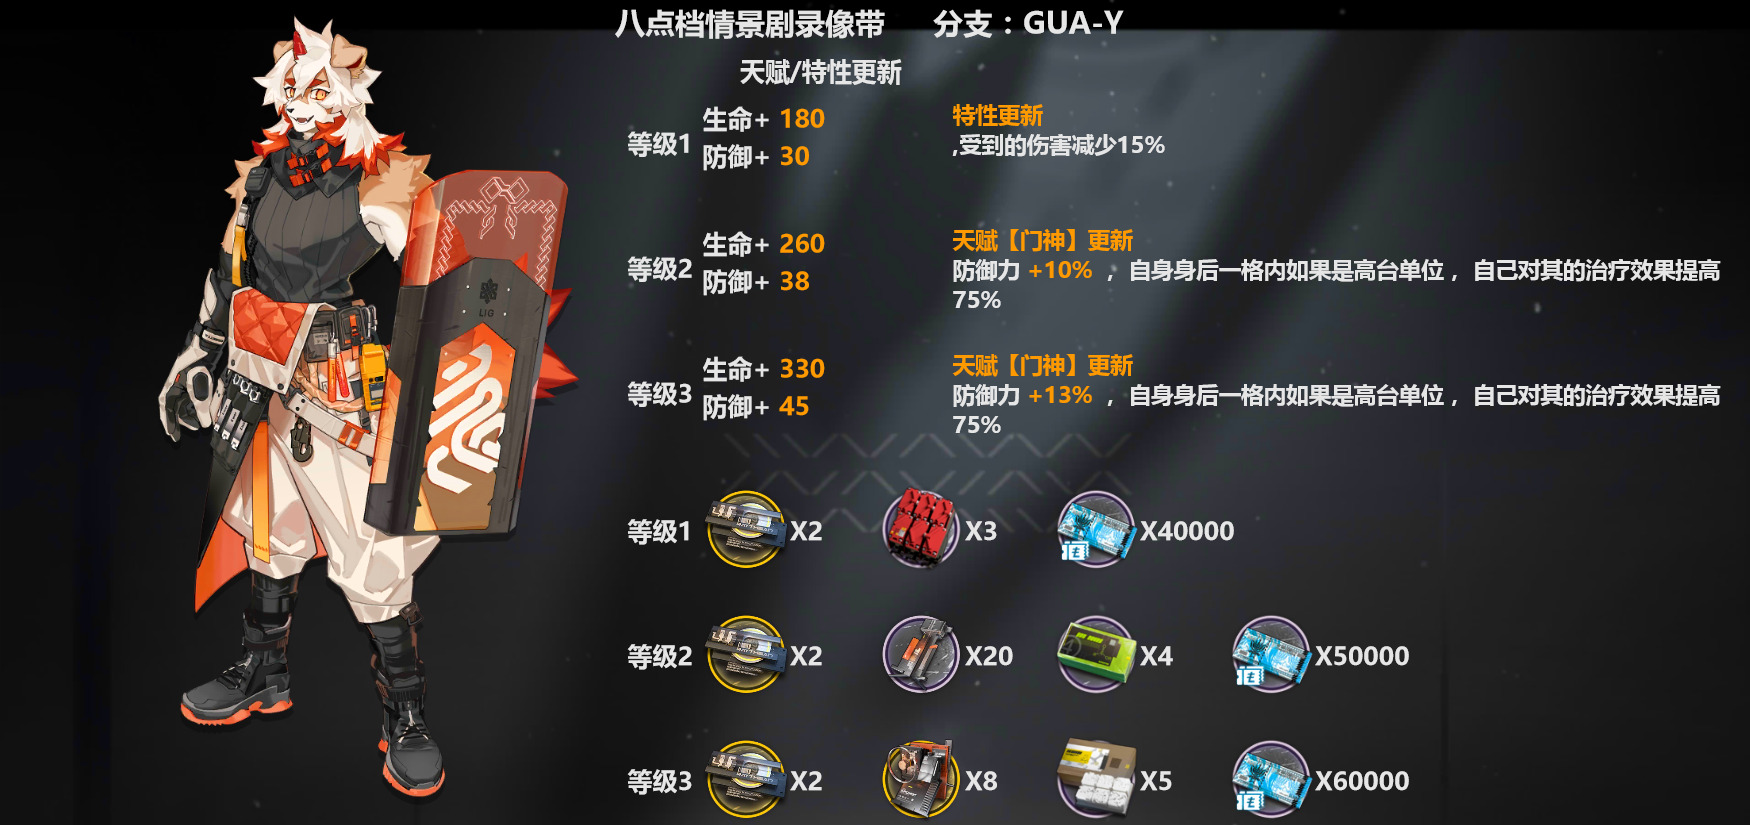 八点档情景剧录像带 分支：GUA-Y
天赋/特性更新
等级1
生命+ 180
防御+ 30
特性更新
,受到的伤害减少15%
等级2
生命+ 260
防御+ 38
天赋【门神】更新
防御力 +10% ，自身身后一格内如果是高台单位，自己对其的治疗效果提高
75%
等级3
生命+ 330
防御+ 45
天赋【门神】更新
防御力 +13% ，自身身后一格内如果是高台单位，自己对其的治疗效果提高
75%
LIG
等级1 X2 X3 X40000
等级2 X2 X20 X4 X50000
等级3 X2 X8 X5 X60000